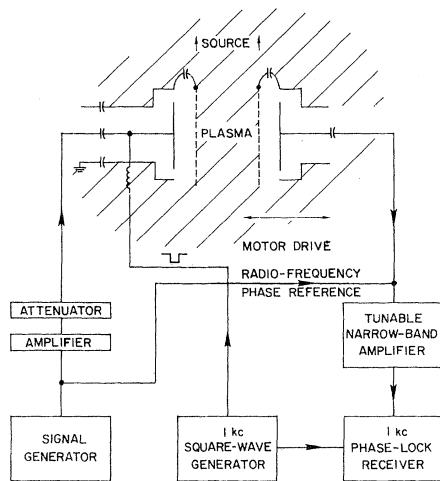 SOURCE
PLASMA
MOTOR DRIVE
RADIO-FREQUENCY
PHASE REFERENCE
ATTENUATOR
AMPLIFIER
TUNABLE
NARROW-BAND
AMPLIFIER
SIGNAL
GENERATOR
1 kc
SQUARE-WAVE
GENERATOR
1 kc
PHASE-LOCK
RECEIVER